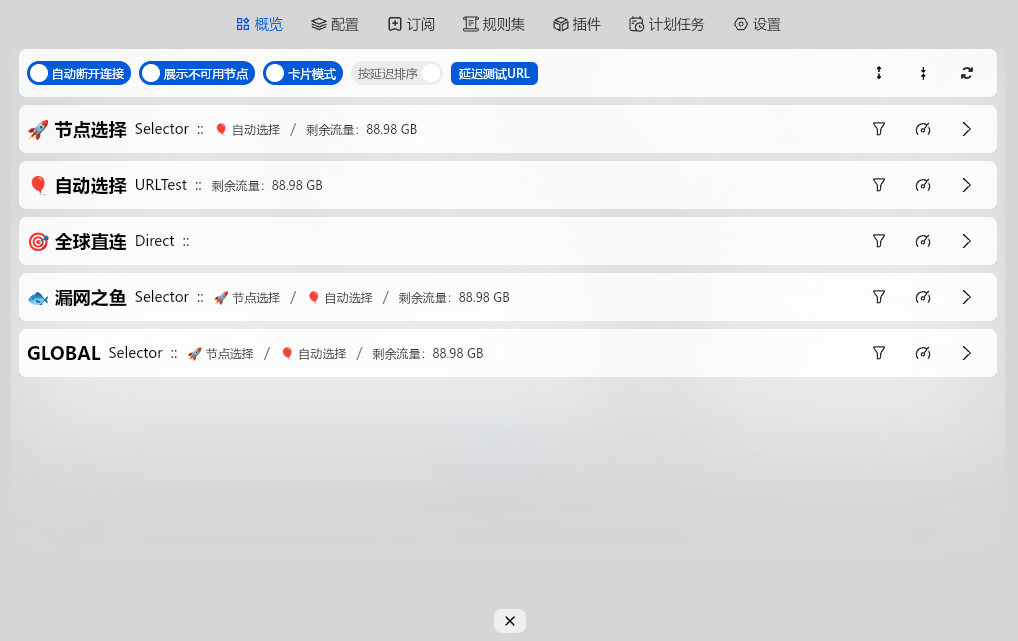 概览 配置 订阅 规则集 插件 计划任务 设置
自动断开连接 展示不可用节点 卡片模式 按延迟排序 延迟测试URL
🚀 节点选择 Selector :: 🎈 自动选择 / 剩余流量：88.98 GB
🎈 自动选择 URLTest :: 剩余流量：88.98 GB
🎯 全球直连 Direct ::
🐟 漏网之鱼 Selector :: 🚀 节点选择 / 🎈 自动选择 / 剩余流量：88.98 GB
GLOBAL Selector :: 🚀 节点选择 / 🎈 自动选择 / 剩余流量：88.98 GB